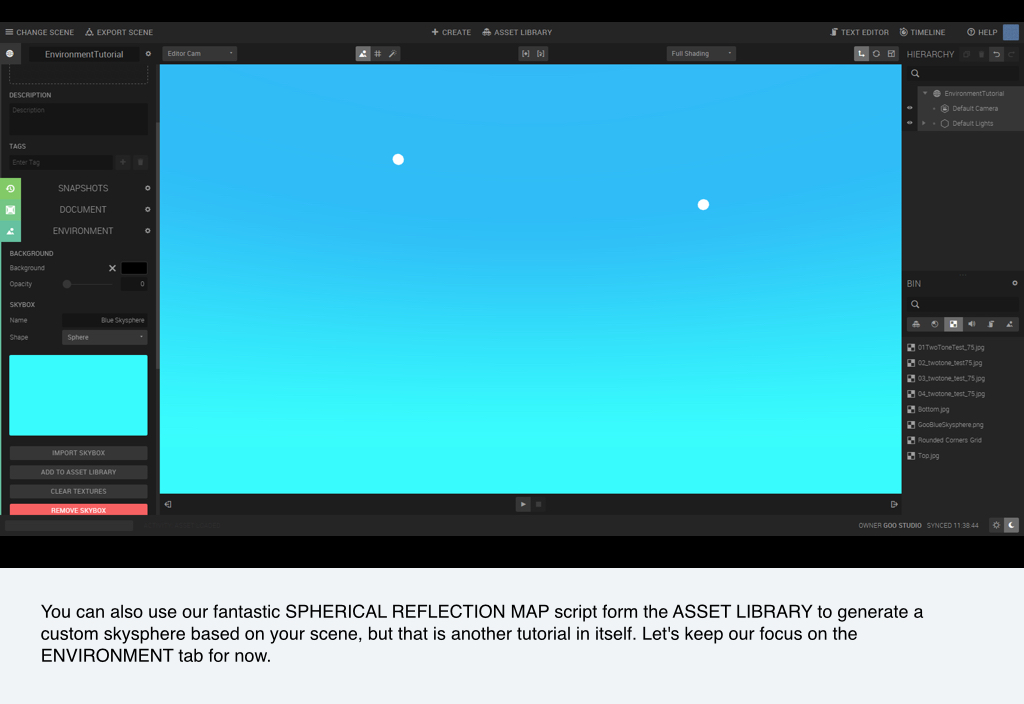 CHANGE SCENE
EXPORT SCENE
CREATE
ASSET LIBRARY
TEXT EDITOR
TIMELINE
HELP
EnvironmentTutorial
Editor Cam
Full Shading
HIERARCHY
EnvironmentTutorial
Default Camera
Default Lights
DESCRIPTION
Description
TAGS
Enter Tag
SNAPSHOTS
DOCUMENT
ENVIRONMENT
BACKGROUND
Background
Opacity
0
SKYBOX
Name
Blue Skysphere
Shape
Sphere
IMPORT SKYBOX
ADD TO ASSET LIBRARY
CLEAR TEXTURES
REMOVE SKYBOX
BIN
01TwoToneTest_75.jpg
02_twotone_test75.jpg
03_twotone_test_75.jpg
04_twotone_test_75.jpg
Bottom.jpg
GooBlueSkysphere.png
Rounded Corners Grid
Top.jpg
OWNER GOO STUDIO SYNCED 11:38:44
You can also use our fantastic SPHERICAL REFLECTION MAP script form the ASSET LIBRARY to generate a
custom skysphere based on your scene, but that is another tutorial in itself. Let's keep our focus on the
ENVIRONMENT tab for now.